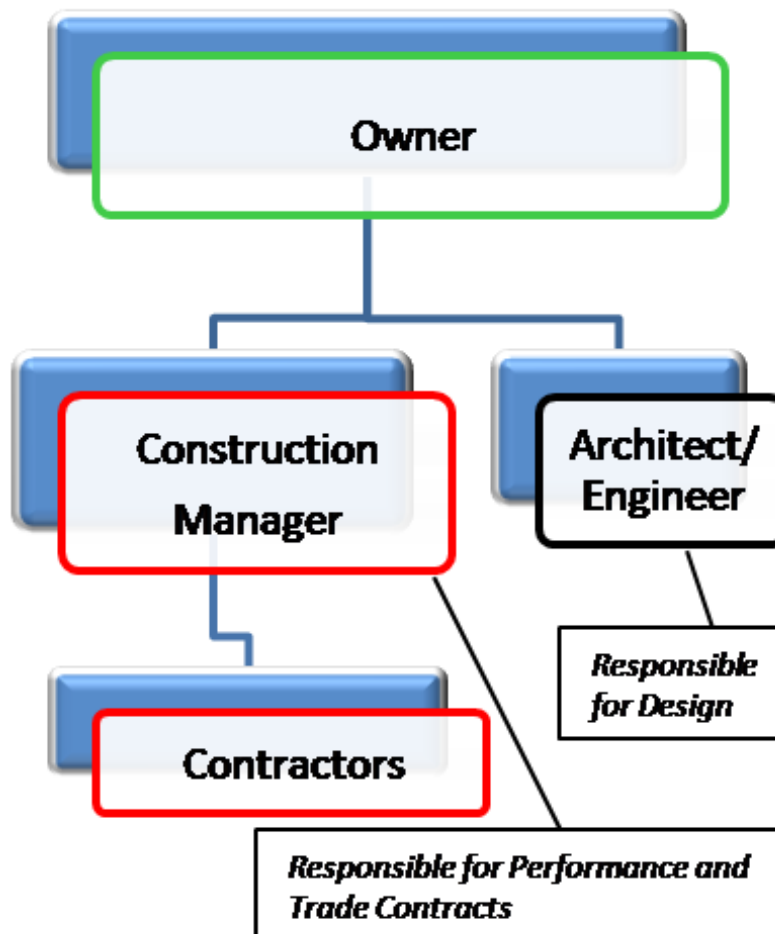 Owner
Construction
Manager
Architect/
Engineer
Responsible
for Design
Contractors
Responsible for Performance and
Trade Contracts